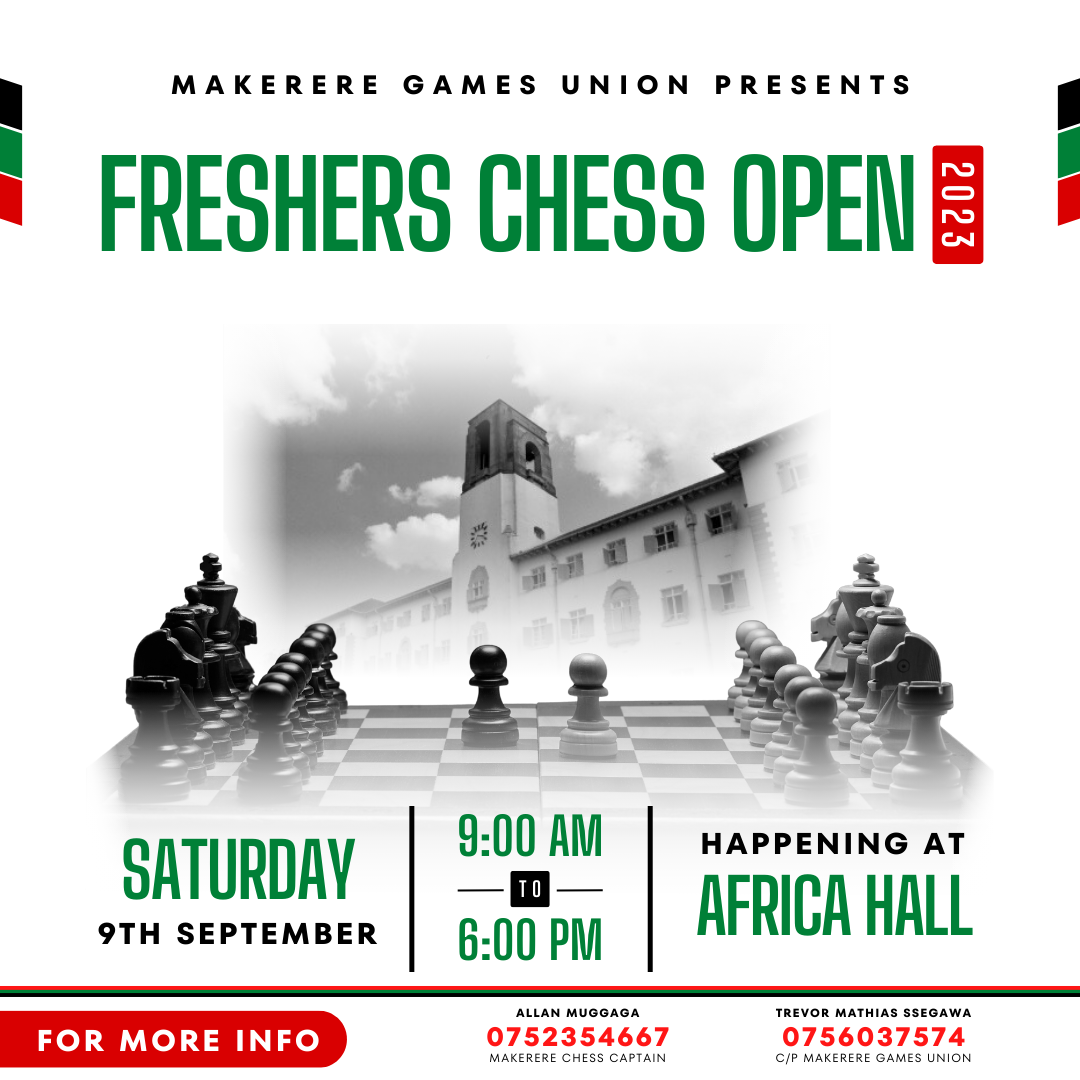 MAKERERE GAMES UNION PRESENTS
FRESHERS CHESS OPEN
2023
SATURDAY
9TH SEPTEMBER
9:00 AM
TO
6:00 PM
HAPPENING AT
AFRICA HALL
FOR MORE INFO
ALLAN MUGGAGA
0752354667
MAKERERE CHESS CAPTAIN
TREVOR MATHIAS SSEGAWA
0756037574
C/P MAKERERE GAMES UNION